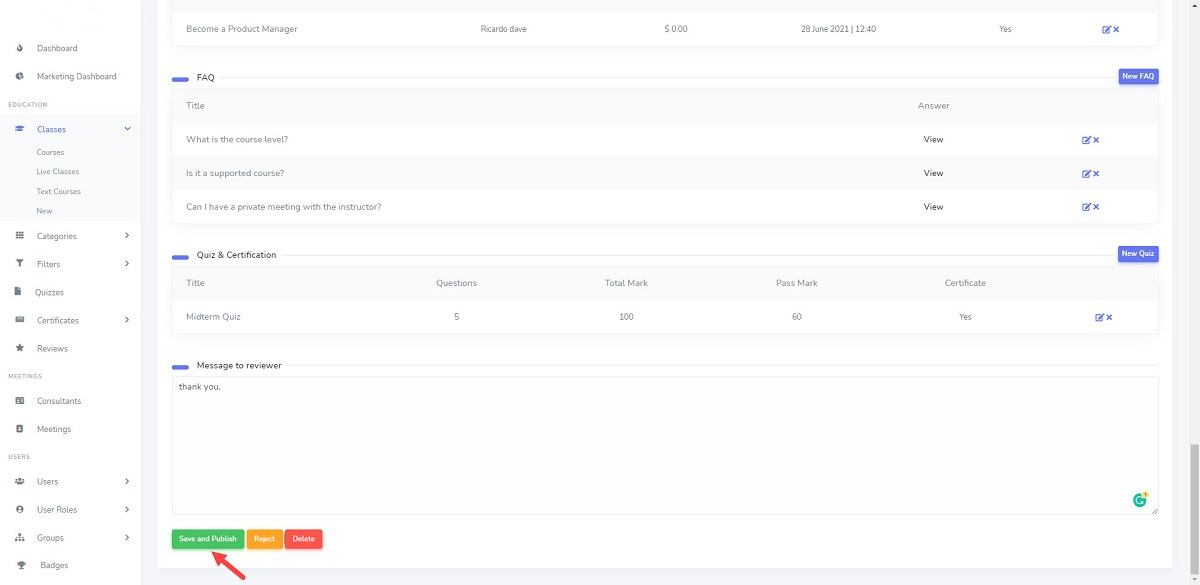 Dashboard
Marketing Dashboard
EDUCATION
Classes
Courses
Live Classes
Text Courses
New
Categories
Filters
Quizzes
Certificates
Reviews
MEETINGS
Consultants
Meetings
USERS
Users
User Roles
Groups
Badges
Become a Product Manager Ricardo dave $ 0.00 28 June 2021 | 12:40 Yes
FAQ New FAQ
Title Answer
What is the course level? View
Is it a supported course? View
Can I have a private meeting with the instructor? View
Quiz & Certification New Quiz
Title Questions Total Mark Pass Mark Certificate
Midterm Quiz 5 100 60 Yes
Message to reviewer
thank you.
Save and Publish Reject Delete